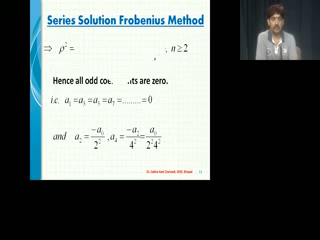 Series Solution Frobenius Method
⇒ ρ² = , n ≥ 2
Hence all odd coe nts are zero.
i.e. a₁ = a₃ = a₅ = a₇ = ......... = 0
and a₂ = -a₀/2², a₄ = -a₂/4² = a₀/2²4²